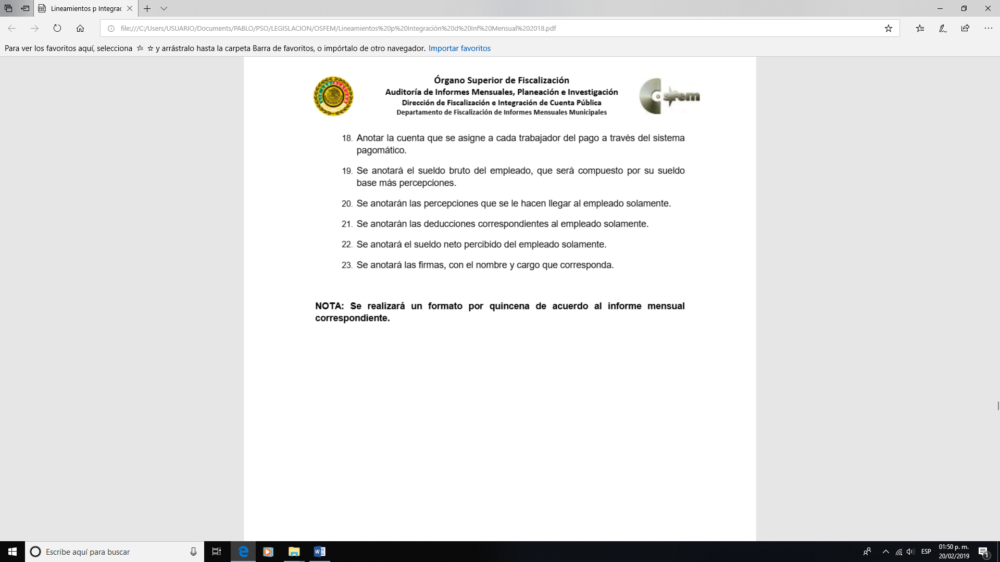 Lineamientos p Integrac
file:///C:/Users/USUARIO/Documents/PABLO/PSO/LEGISLACION/OSFEM/Lineamientos%20p%20Integración%20d%20Inf%20Mensual%202018.pdf
Para ver los favoritos aquí, selecciona y arrástralo hasta la carpeta Barra de favoritos, o impórtalo de otro navegador. Importar favoritos
Órgano Superior de Fiscalización
Auditoría de Informes Mensuales, Planeación e Investigación
Dirección de Fiscalización e Integración de Cuenta Pública
Departamento de Fiscalización de Informes Mensuales Municipales
osfem
18. Anotar la cuenta que se asigne a cada trabajador del pago a través del sistema
pagomático.
19. Se anotará el sueldo bruto del empleado, que será compuesto por su sueldo
base más percepciones.
20. Se anotarán las percepciones que se le hacen llegar al empleado solamente.
21. Se anotarán las deducciones correspondientes al empleado solamente.
22. Se anotará el sueldo neto percibido del empleado solamente.
23. Se anotará las firmas, con el nombre y cargo que corresponda.
NOTA: Se realizará un formato por quincena de acuerdo al informe mensual
correspondiente.
Escribe aquí para buscar
ESP
01:50 p. m.
20/02/2019
1